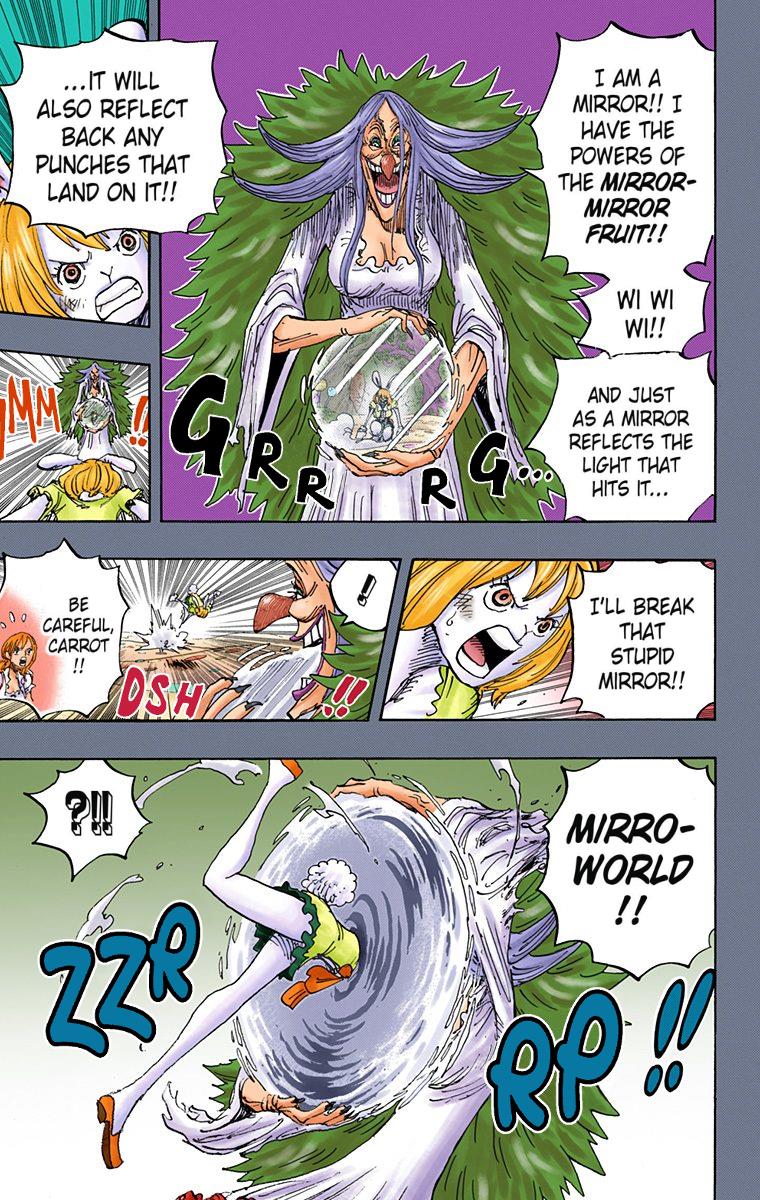 I AM A
MIRROR!! I
HAVE THE
POWERS OF
THE MIRROR-
MIRROR
FRUIT!!
WI WI
WI!!
AND JUST
AS A MIRROR
REFLECTS THE
LIGHT THAT
HITS IT...
GRRRRG...
...IT WILL
ALSO REFLECT
BACK ANY
PUNCHES THAT
LAND ON IT!!
!!
I'LL BREAK
THAT
STUPID
MIRROR!!
!
DSH
!!
BE
CAREFUL,
CARROT
!!
MIRRO-
WORLD
!!
?!!
ZZR
RP!!